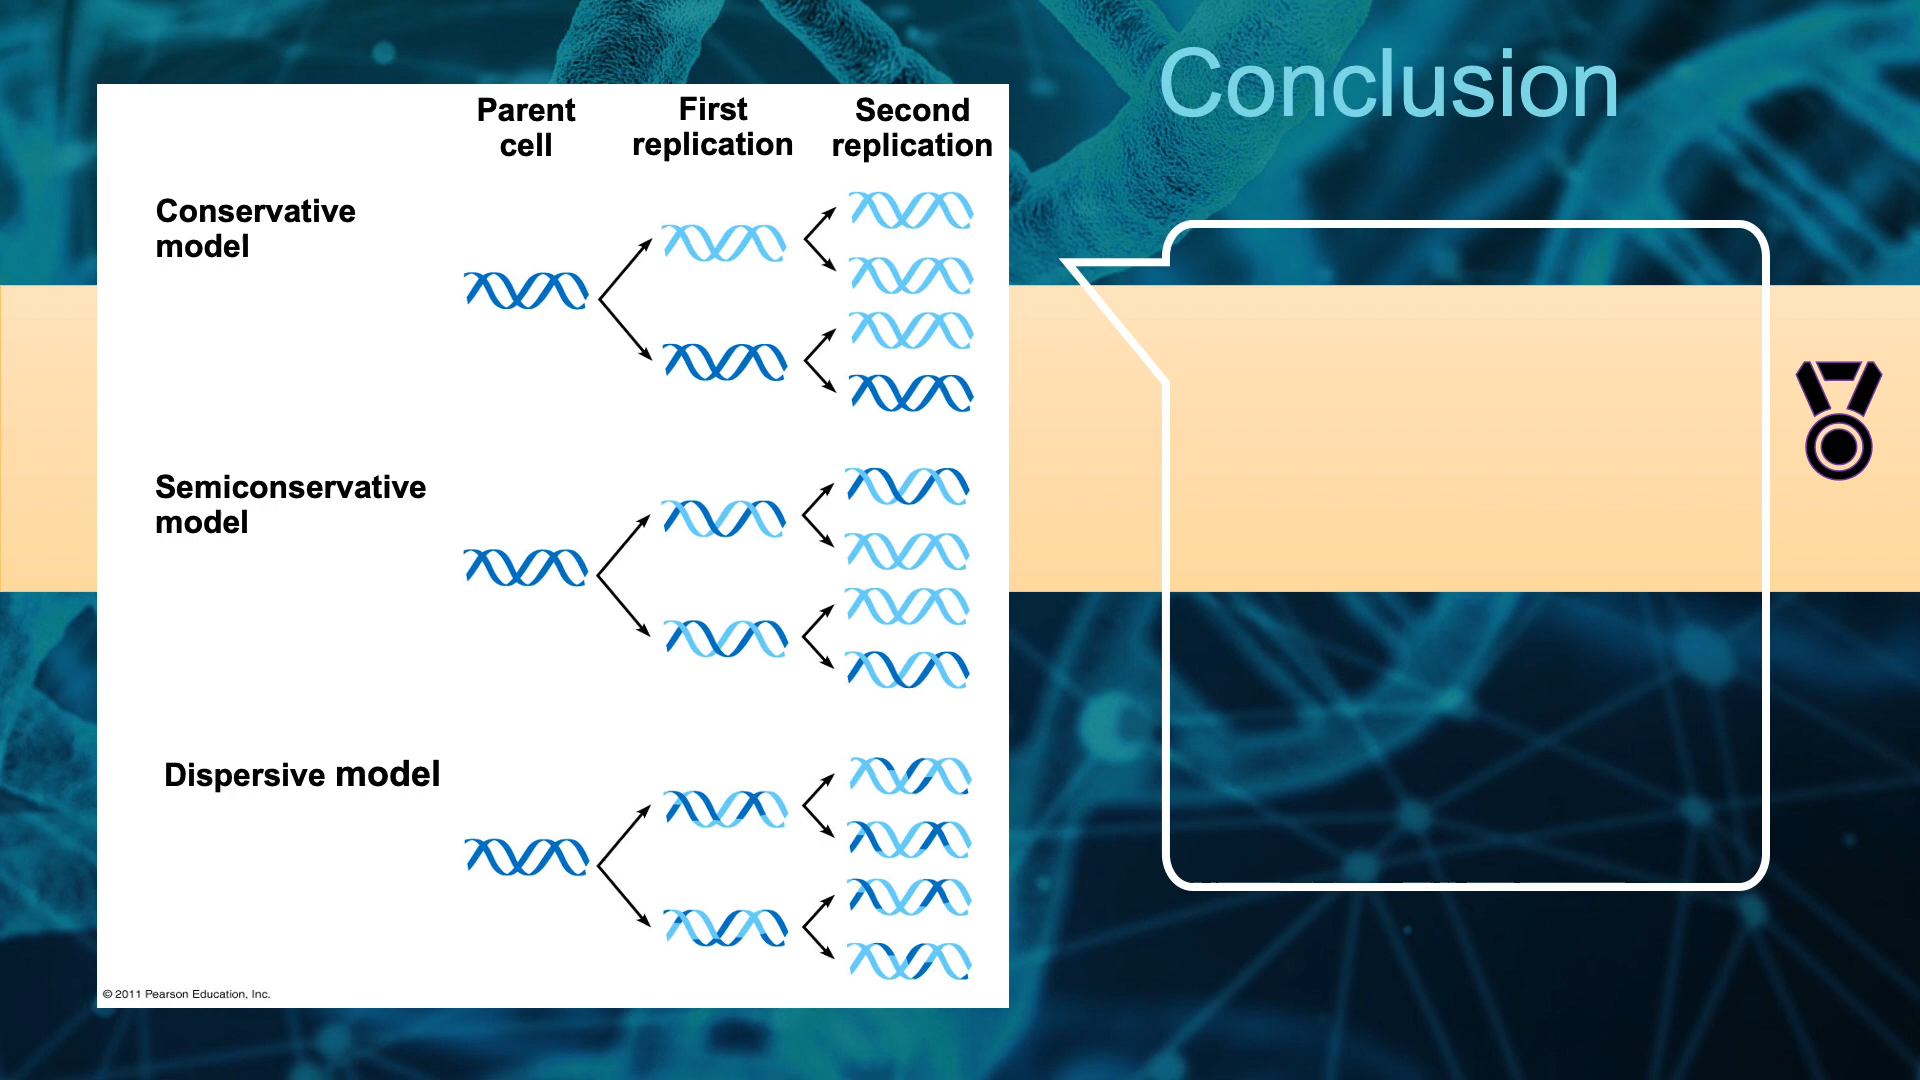 Conclusion
Parent
cell
First
replication
Second
replication
Conservative
model
Semiconservative
model
Dispersive model
© 2011 Pearson Education, Inc.